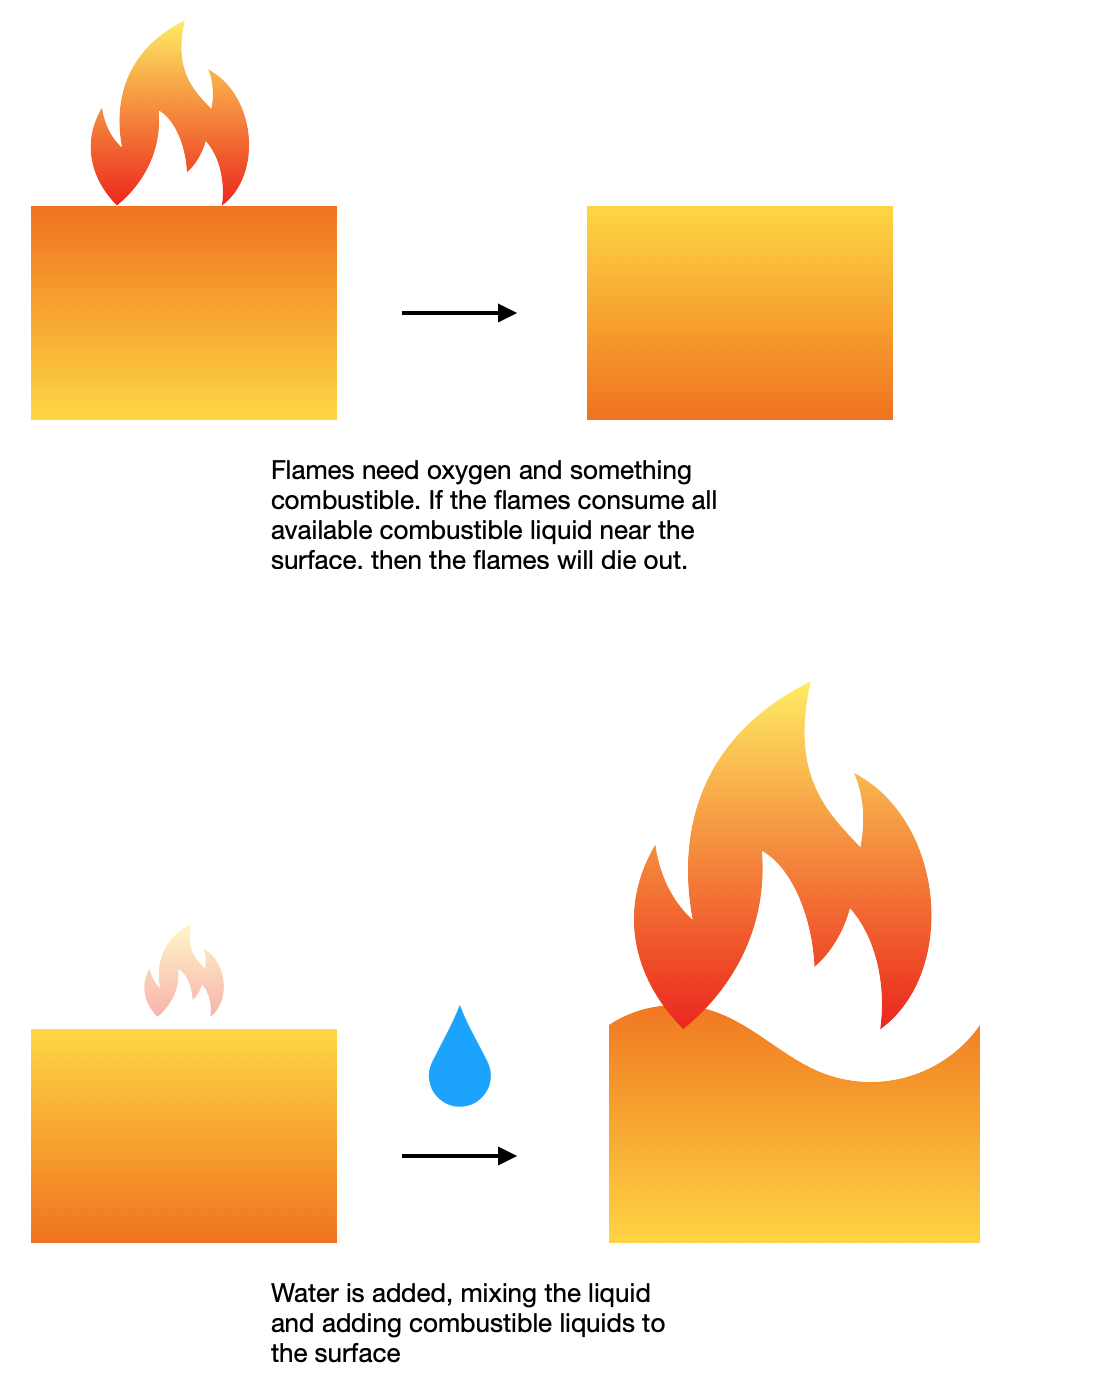 Flames need oxygen and something
combustible. If the flames consume all
available combustible liquid near the
surface. then the flames will die out.
Water is added, mixing the liquid
and adding combustible liquids to
the surface